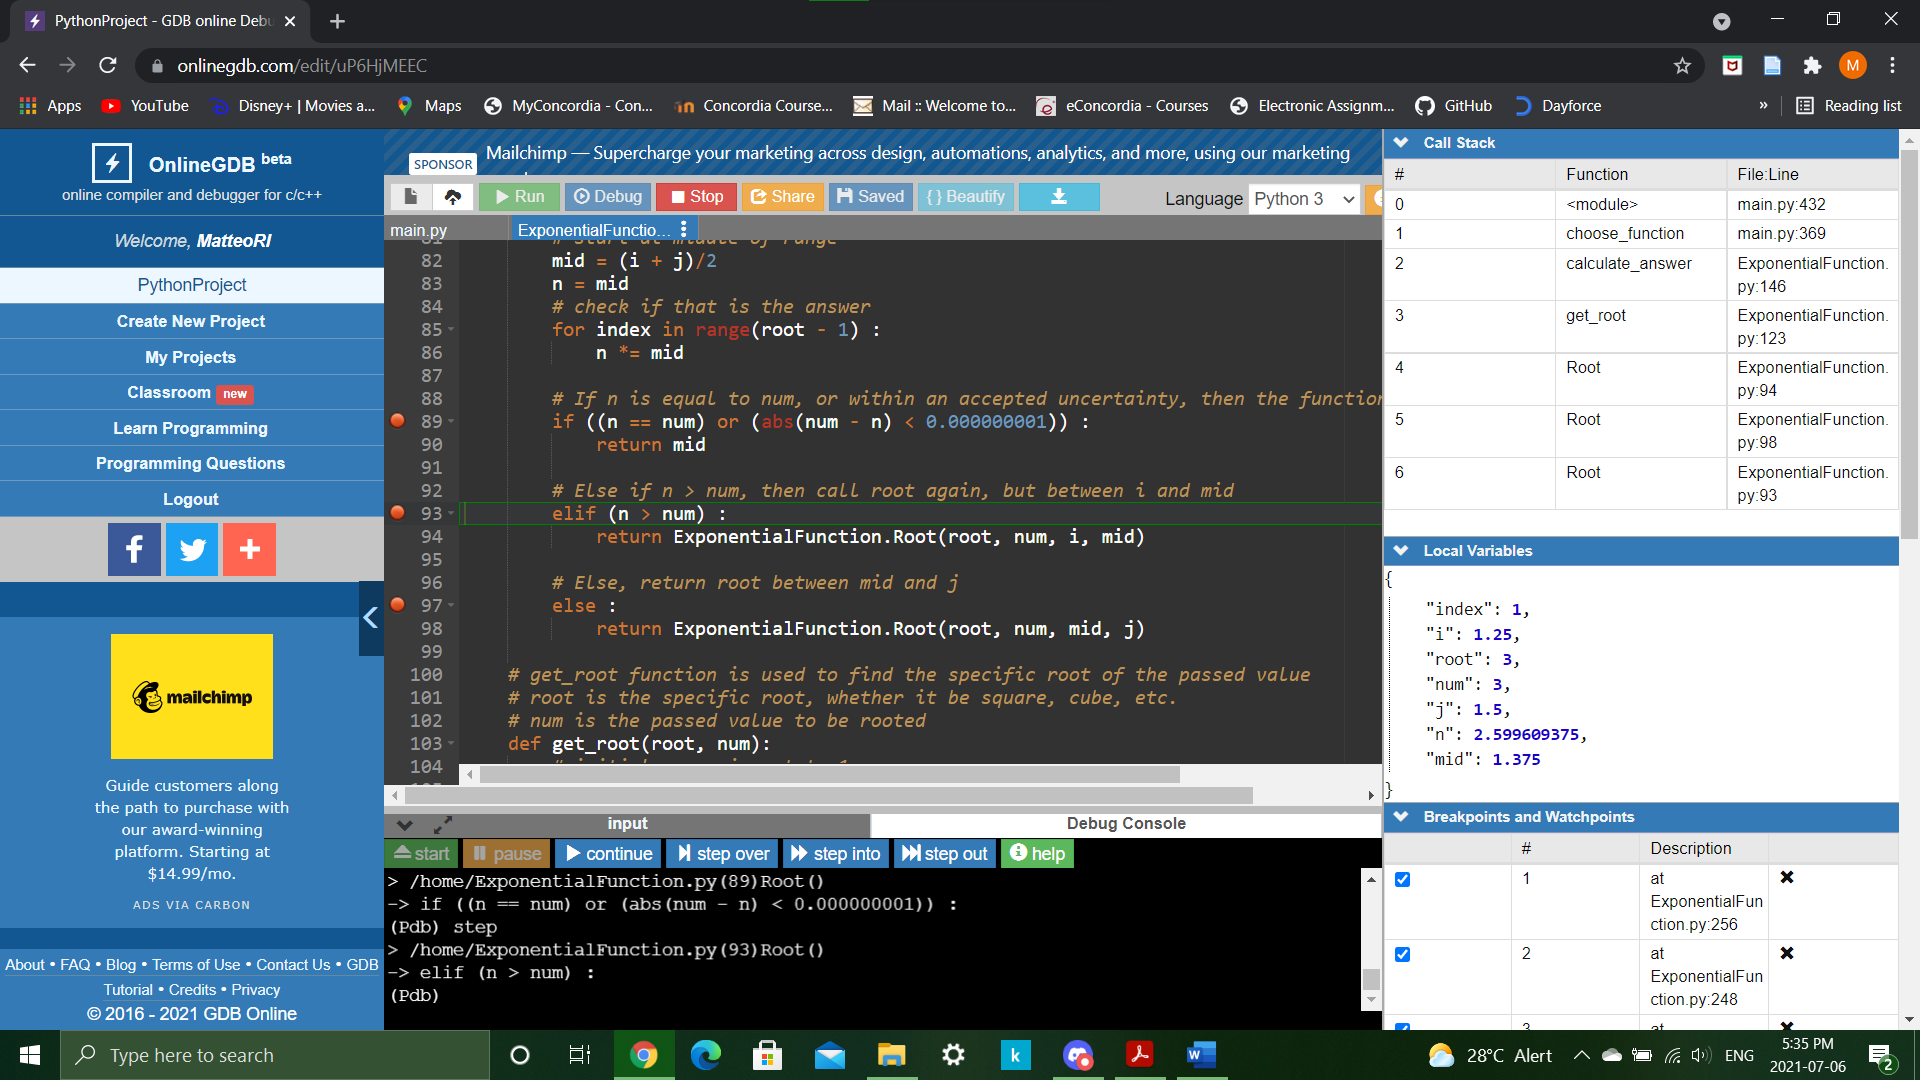 PythonProject - GDB online Debu
onlinegdb.com/edit/uP6HjMEEC
M
Apps
YouTube
Disney+ | Movies a...
Maps
MyConcordia - Con...
Concordia Course...
Mail :: Welcome to...
eConcordia - Courses
Electronic Assignm...
GitHub
Dayforce
»
Reading list
OnlineGDB beta
online compiler and debugger for c/c++
Welcome, MatteoRI
PythonProject
Create New Project
My Projects
Classroom new
Learn Programming
Programming Questions
Logout
mailchimp
Guide customers along
the path to purchase with
our award-winning
platform. Starting at
$14.99/mo.
ADS VIA CARBON
About • FAQ • Blog • Terms of Use • Contact Us • GDB
Tutorial • Credits • Privacy
© 2016 - 2021 GDB Online
SPONSOR Mailchimp — Supercharge your marketing across design, automations, analytics, and more, using our marketing
Run Debug Stop Share Saved {} Beautify Language Python 3
main.py ExponentialFunctio...
81 # Start at middle of range
82 mid = (i + j)/2
83 n = mid
84 # check if that is the answer
85 for index in range(root - 1) :
86 n *= mid
87
88 # If n is equal to num, or within an accepted uncertainty, then the function
89 if ((n == num) or (abs(num - n) < 0.000000001)) :
90 return mid
91
92 # Else if n > num, then call root again, but between i and mid
93 elif (n > num) :
94 return ExponentialFunction.Root(root, num, i, mid)
95
96 # Else, return root between mid and j
97 else :
98 return ExponentialFunction.Root(root, num, mid, j)
99
100 # get_root function is used to find the specific root of the passed value
101 # root is the specific root, whether it be square, cube, etc.
102 # num is the passed value to be rooted
103 def get_root(root, num):
104
input Debug Console
start pause continue step over step into step out help
> /home/ExponentialFunction.py(89)Root()
-> if ((n == num) or (abs(num - n) < 0.000000001)) :
(Pdb) step
> /home/ExponentialFunction.py(93)Root()
-> elif (n > num) :
(Pdb)
Call Stack
# Function File:Line
0 <module> main.py:432
1 choose_function main.py:369
2 calculate_answer ExponentialFunction.
py:146
3 get_root ExponentialFunction.
py:123
4 Root ExponentialFunction.
py:94
5 Root ExponentialFunction.
py:98
6 Root ExponentialFunction.
py:93
Local Variables
{
"index": 1,
"i": 1.25,
"root": 3,
"num": 3,
"j": 1.5,
"n": 2.599609375,
"mid": 1.375
}
Breakpoints and Watchpoints
# Description
1 at
ExponentialFun
ction.py:256
2 at
ExponentialFun
ction.py:248
3 at
Type here to search
28°C Alert
ENG
5:35 PM
2021-07-06
2